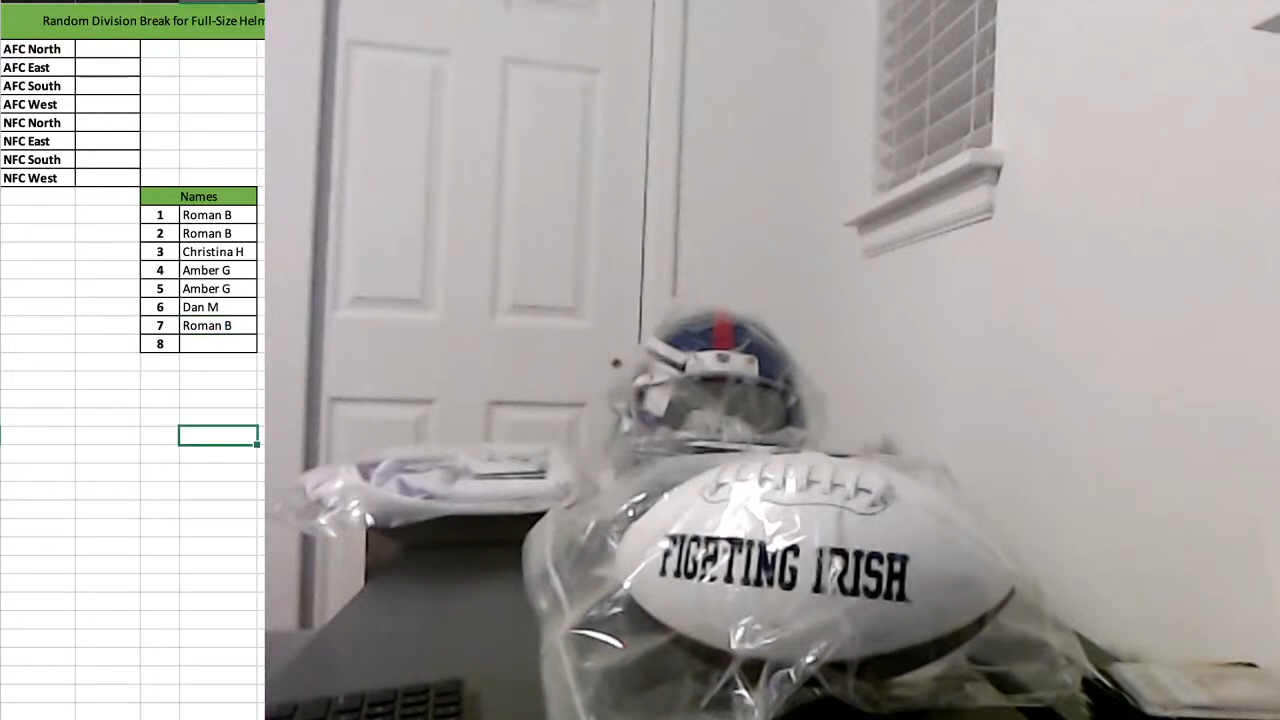 Random Division Break for Full-Size Helm
AFC North
AFC East
AFC South
AFC West
NFC North
NFC East
NFC South
NFC West
Names
1 Roman B
2 Roman B
3 Christina H
4 Amber G
5 Amber G
6 Dan M
7 Roman B
8
FIGHTING IRISH